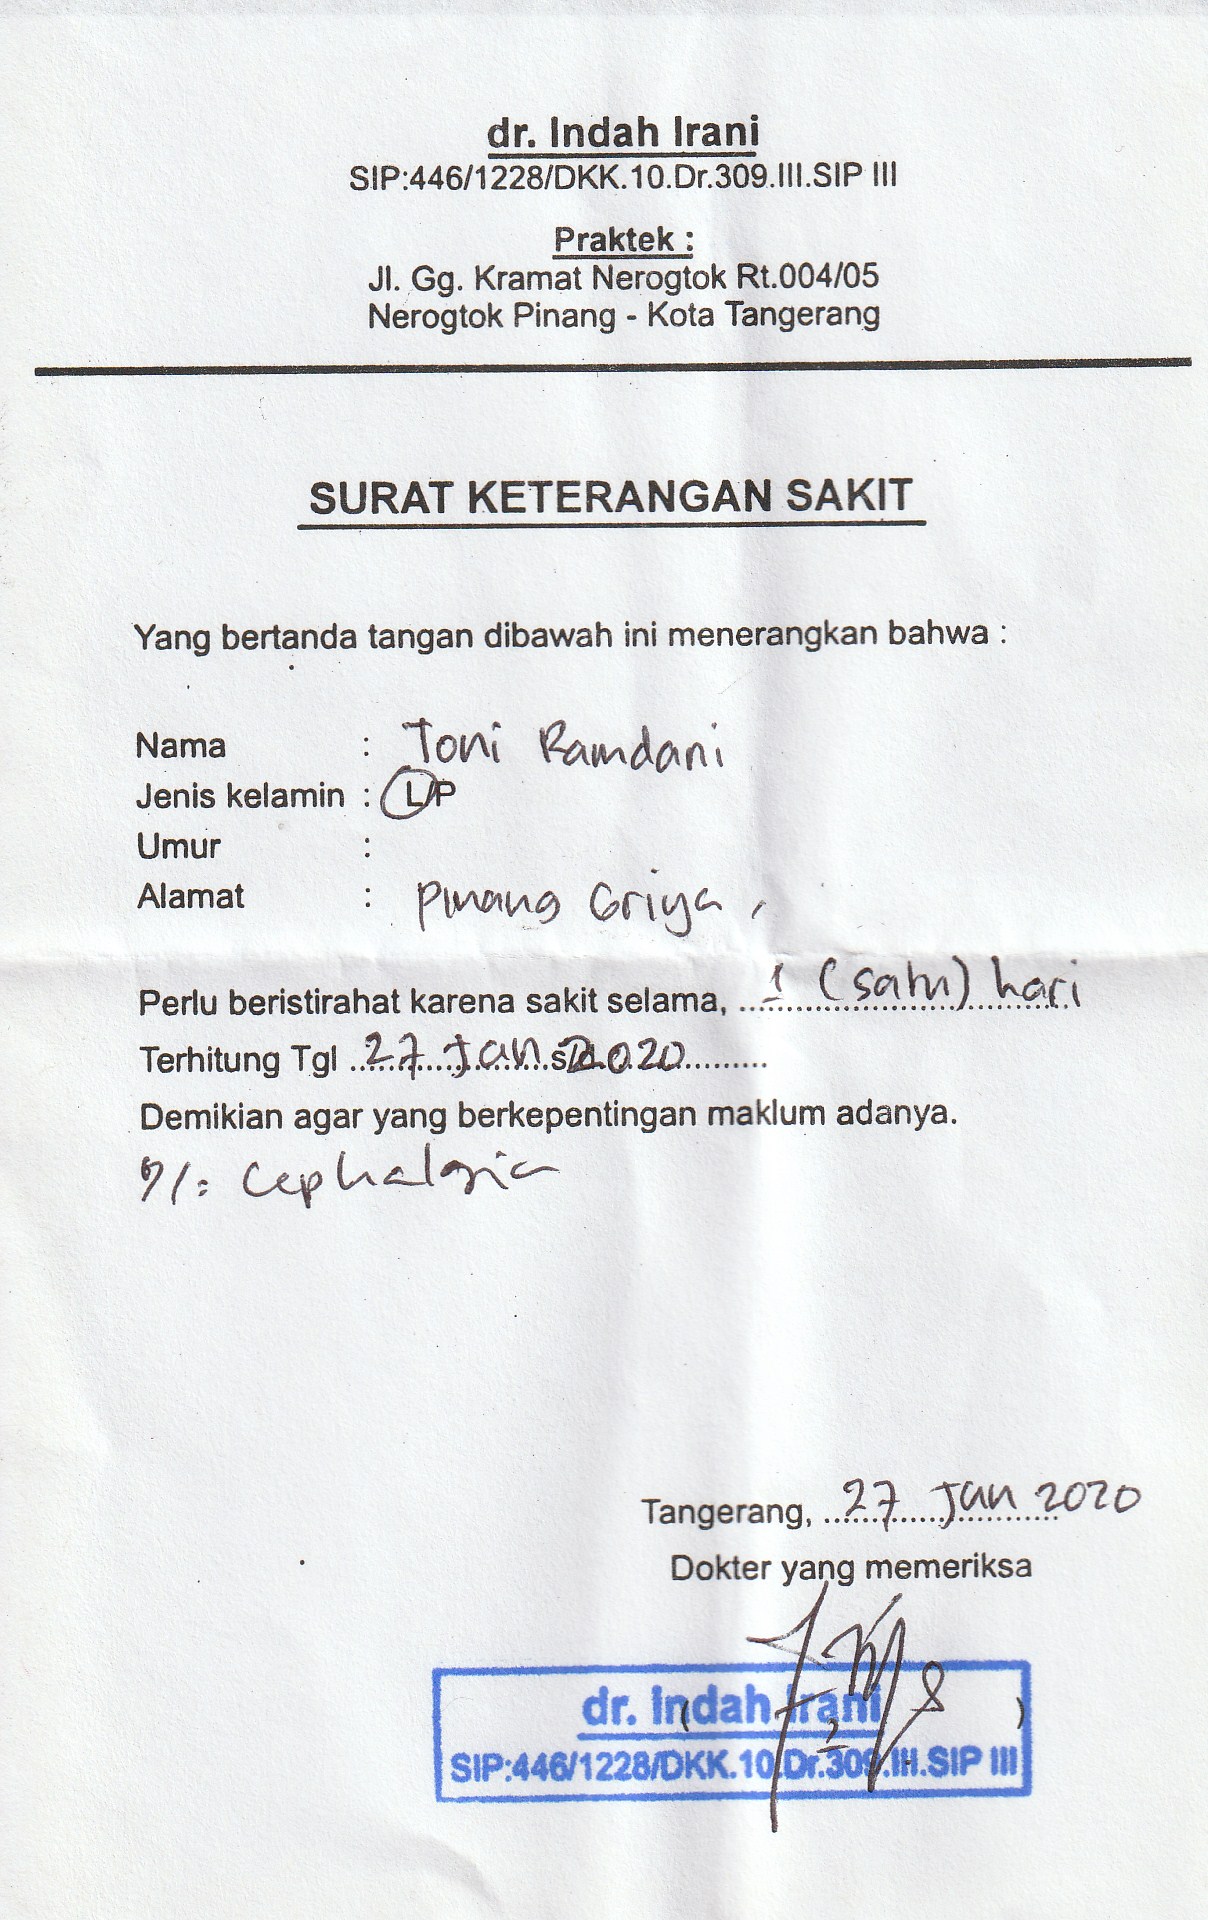 dr. Indah Irani
SIP:446/1228/DKK.10.Dr.309.III.SIP III
Praktek :
Jl. Gg. Kramat Nerogtok Rt.004/05
Nerogtok Pinang - Kota Tangerang
SURAT KETERANGAN SAKIT
Yang bertanda tangan dibawah ini menerangkan bahwa :
Nama : Toni Ramdani
Jenis kelamin : L/P
Umur :
Alamat : Pinang Griya,
Perlu beristirahat karena sakit selama, 1 (satu) hari
Terhitung Tgl 27 Jan s/d 2020
Demikian agar yang berkepentingan maklum adanya.
Cephalgia
Tangerang, 27 Jan 2020
Dokter yang memeriksa
dr. Indah Irani
( )
SIP:446/1228/DKK.10.Dr.309.III.SIP III